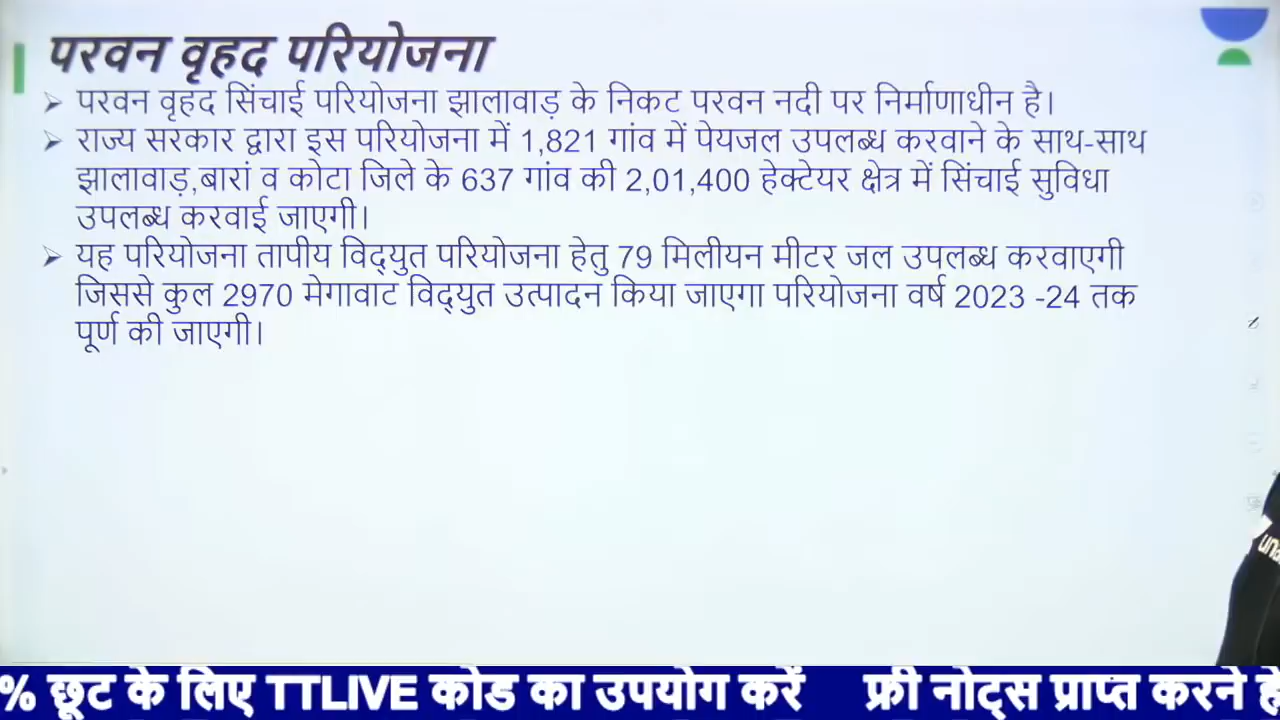 परवन वृहद परियोजना
➢ परवन वृहद सिंचाई परियोजना झालावाड़ के निकट परवन नदी पर निर्माणाधीन है।
➢ राज्य सरकार द्वारा इस परियोजना में 1,821 गांव में पेयजल उपलब्ध करवाने के साथ-साथ
झालावाड़,बारां व कोटा जिले के 637 गांव की 2,01,400 हेक्टेयर क्षेत्र में सिंचाई सुविधा
उपलब्ध करवाई जाएगी।
➢ यह परियोजना तापीय विद्युत परियोजना हेतु 79 मिलीयन मीटर जल उपलब्ध करवाएगी
जिससे कुल 2970 मेगावाट विद्युत उत्पादन किया जाएगा परियोजना वर्ष 2023 -24 तक
पूर्ण की जाएगी।
% छूट के लिए TTLIVE कोड का उपयोग करें फ्री नोट्स प्राप्त करने